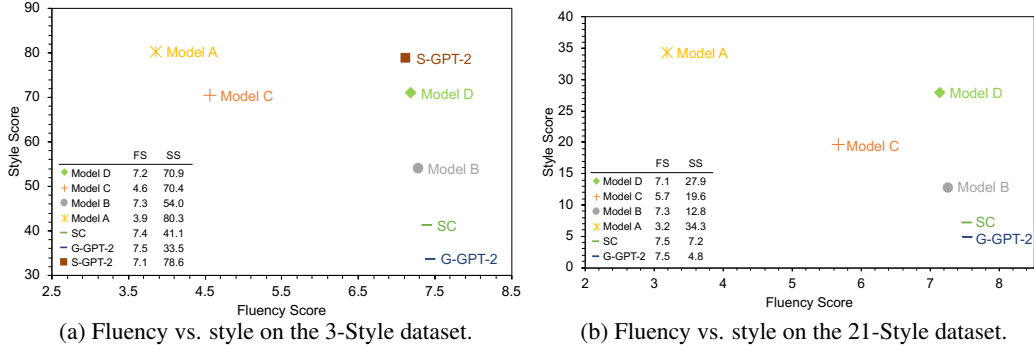 90
80
70
60
50
40
30
Style Score
Model A
S-GPT-2
Model C
Model D
Model B
SC
G-GPT-2
FS SS
Model D 7.2 70.9
Model C 4.6 70.4
Model B 7.3 54.0
Model A 3.9 80.3
SC 7.4 41.1
G-GPT-2 7.5 33.5
S-GPT-2 7.1 78.6
2.5 3.5 4.5 5.5 6.5 7.5 8.5
Fluency Score
(a) Fluency vs. style on the 3-Style dataset.
40
35
30
25
20
15
10
5
0
Style Score
Model A
Model D
Model C
Model B
SC
G-GPT-2
FS SS
Model D 7.1 27.9
Model C 5.7 19.6
Model B 7.3 12.8
Model A 3.2 34.3
SC 7.5 7.2
G-GPT-2 7.5 4.8
2 3 4 5 6 7 8
Fluency Score
(b) Fluency vs. style on the 21-Style dataset.